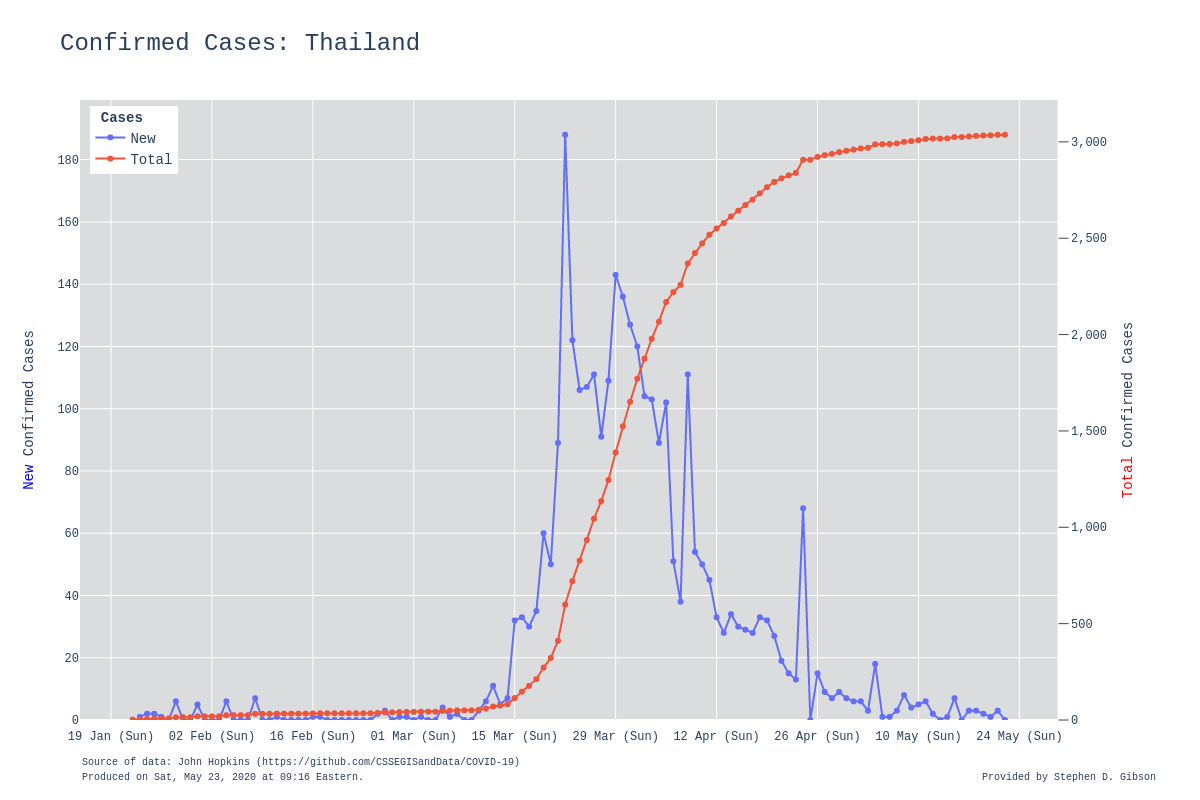 Confirmed Cases: Thailand
Cases
New
Total
180
160
140
120
100
80
60
40
20
0
New Confirmed Cases
3,000
2,500
2,000
1,500
1,000
500
0
Total Confirmed Cases
19 Jan (Sun) 02 Feb (Sun) 16 Feb (Sun) 01 Mar (Sun) 15 Mar (Sun) 29 Mar (Sun) 12 Apr (Sun) 26 Apr (Sun) 10 May (Sun) 24 May (Sun)
Source of data: John Hopkins (https://github.com/CSSEGISandData/COVID-19)
Produced on Sat, May 23, 2020 at 09:16 Eastern.
Provided by Stephen D. Gibson